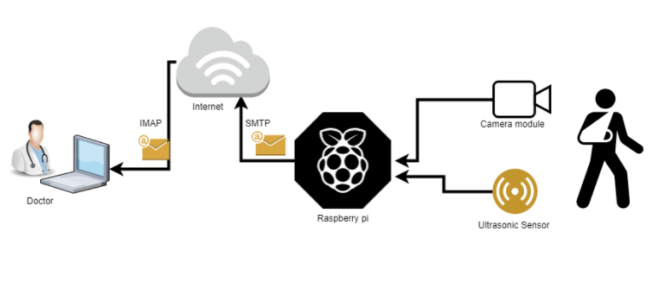 IMAP
Internet
SMTP
Camera module
Doctor
Raspberry pi
Ultrasonic Sensor